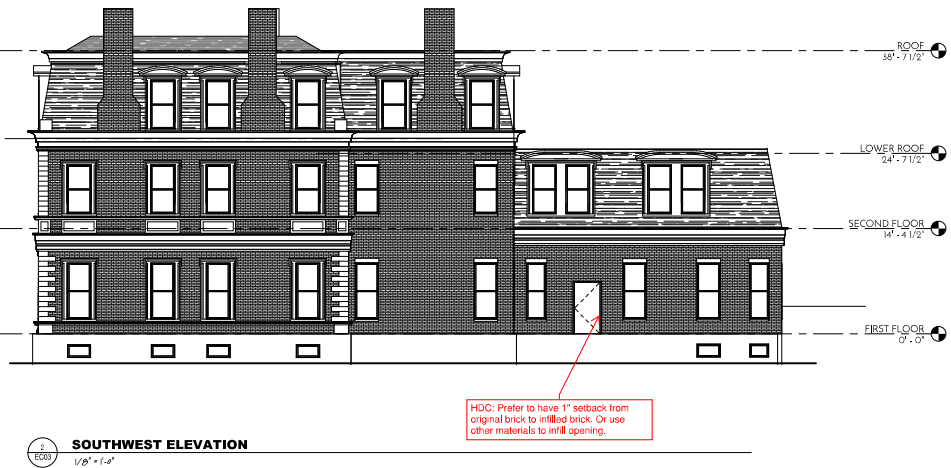 ROOF
38' - 7 1/2"
LOWER ROOF
24' - 7 1/2"
SECOND FLOOR
14' - 4 1/2"
FIRST FLOOR
0' - 0"
HDC: Prefer to have 1" setback from
original brick to infilled brick. Or use
other materials to infill opening.
2
EC03
SOUTHWEST ELEVATION
1/8" = 1'-0"